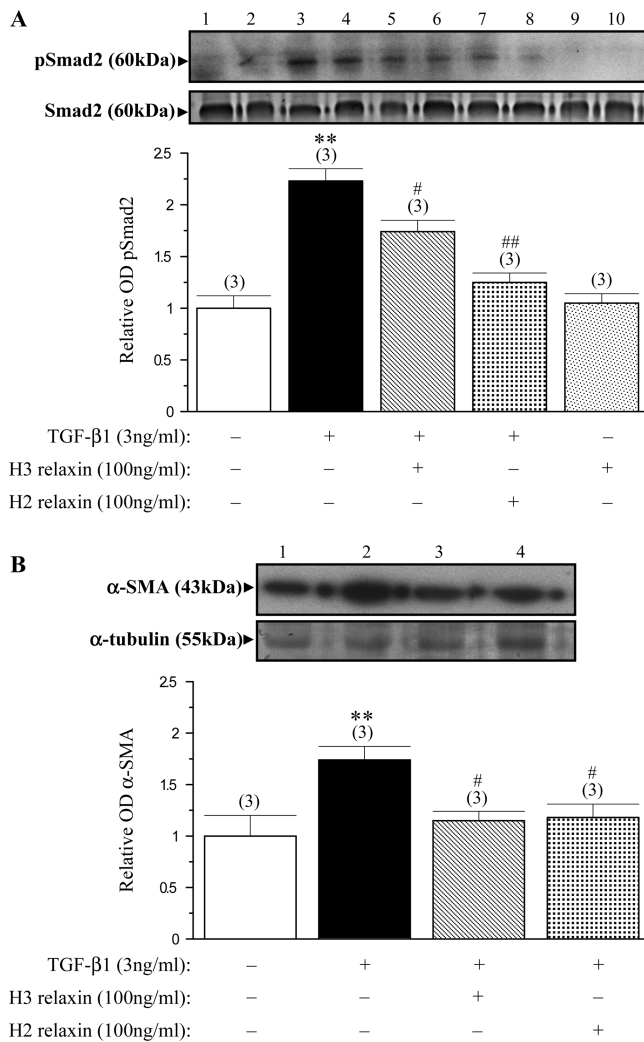 A
1 2 3 4 5 6 7 8 9 10
pSmad2 (60kDa)
Smad2 (60kDa)
Relative OD pSmad2
2.5
2
1.5
1
0.5
0
(3)
**
(3)
#
(3)
##
(3)
(3)
TGF-β1 (3ng/ml): – + + + –
H3 relaxin (100ng/ml): – – + – +
H2 relaxin (100ng/ml): – – – + –
B
1 2 3 4
α-SMA (43kDa)
α-tubulin (55kDa)
Relative OD α-SMA
2.5
2
1.5
1
0.5
0
(3)
**
(3)
#
(3)
#
(3)
TGF-β1 (3ng/ml): – + + +
H3 relaxin (100ng/ml): – – + –
H2 relaxin (100ng/ml): – – – +